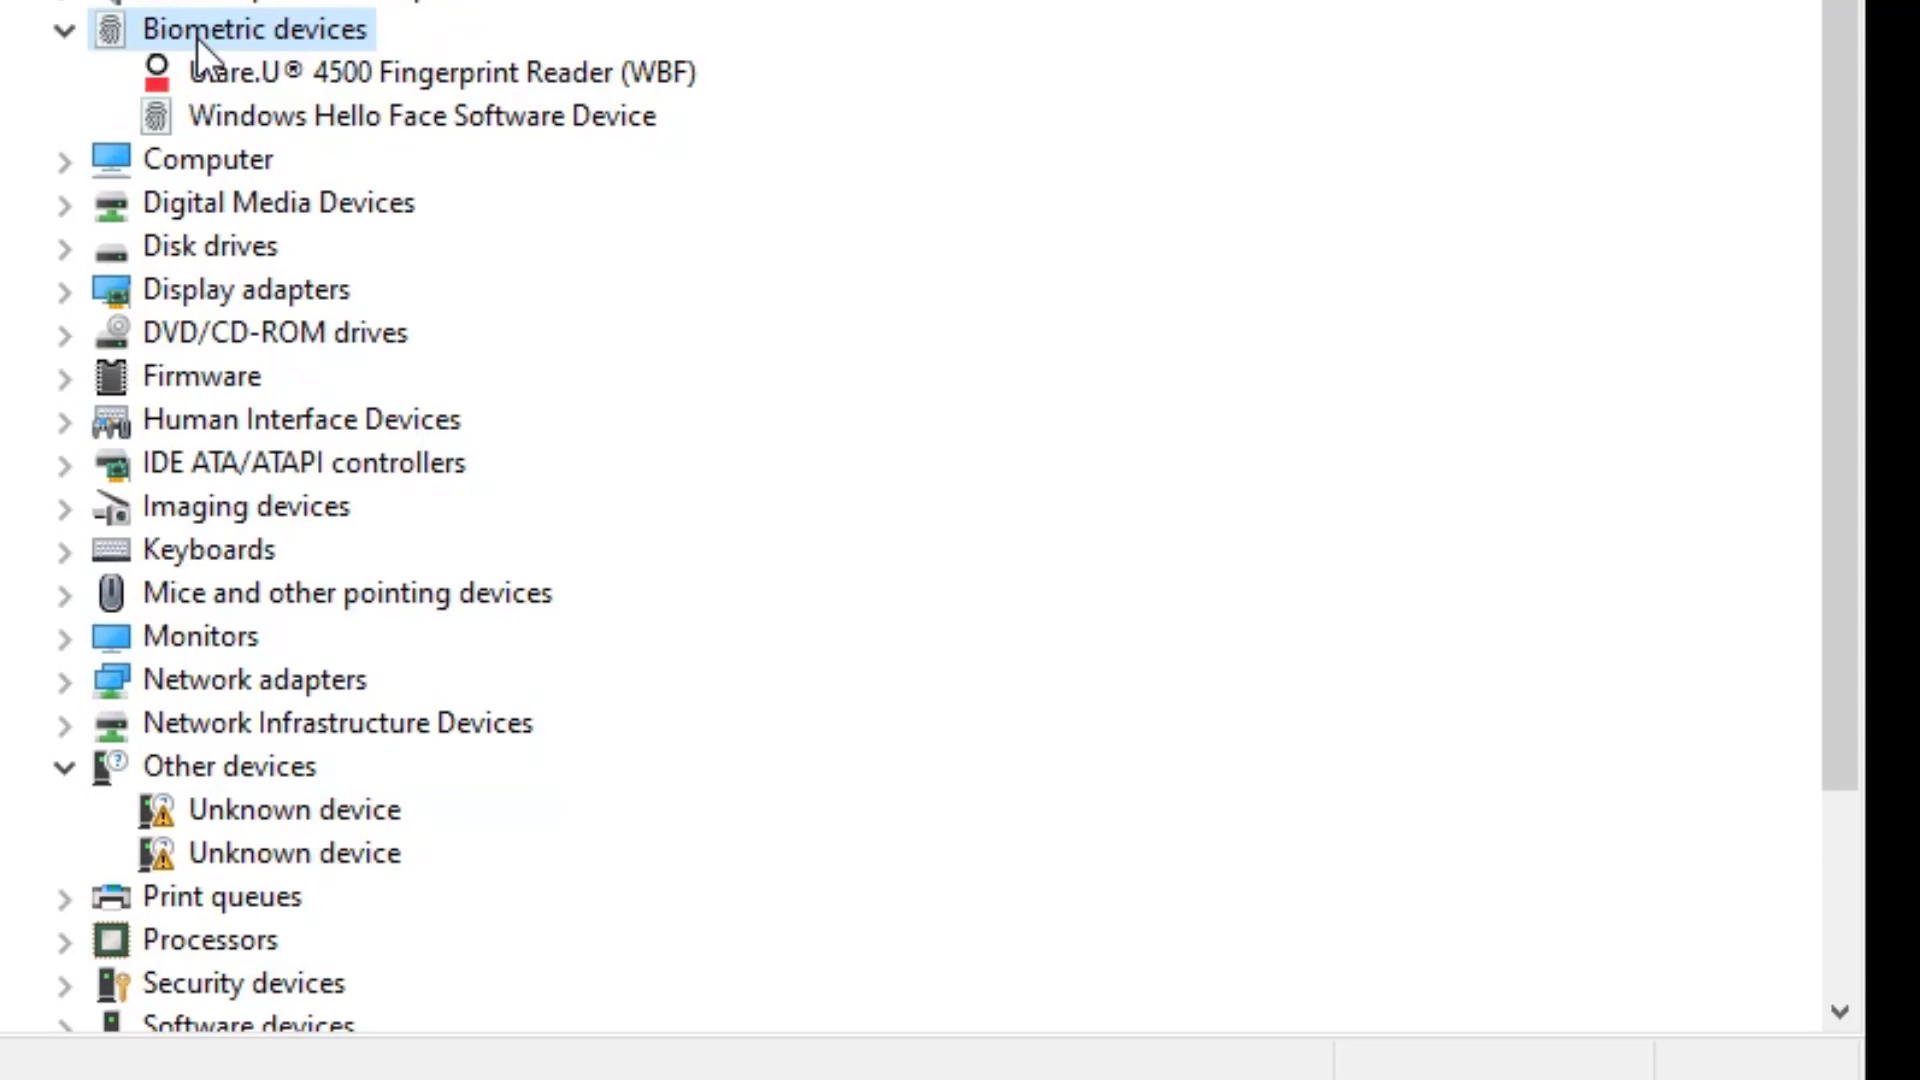 Biometric devices
4500 Fingerprint Reader (WBF)
Windows Hello Face Software Device
Computer
Digital Media Devices
Disk drives
Display adapters
DVD/CD-ROM drives
Firmware
Human Interface Devices
IDE ATA/ATAPI controllers
Imaging devices
Keyboards
Mice and other pointing devices
Monitors
Network adapters
Network Infrastructure Devices
Other devices
Unknown device
Unknown device
Print queues
Processors
Security devices
Software devices